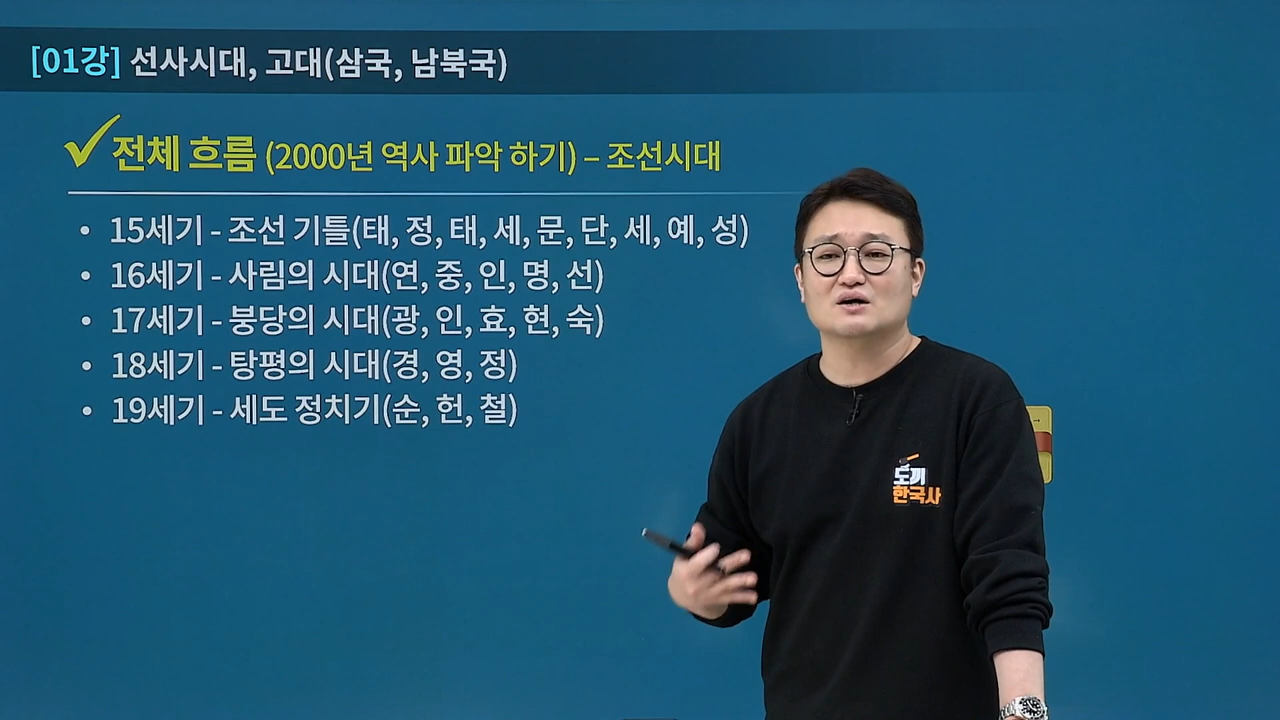 [01강] 선사시대, 고대(삼국, 남북국)
전체 흐름 (2000년 역사 파악 하기) – 조선시대
• 15세기 - 조선 기틀(태, 정, 태, 세, 문, 단, 세, 예, 성)
• 16세기 - 사림의 시대(연, 중, 인, 명, 선)
• 17세기 - 붕당의 시대(광, 인, 효, 현, 숙)
• 18세기 - 탕평의 시대(경, 영, 정)
• 19세기 - 세도 정치기(순, 헌, 철)
도끼
한국사